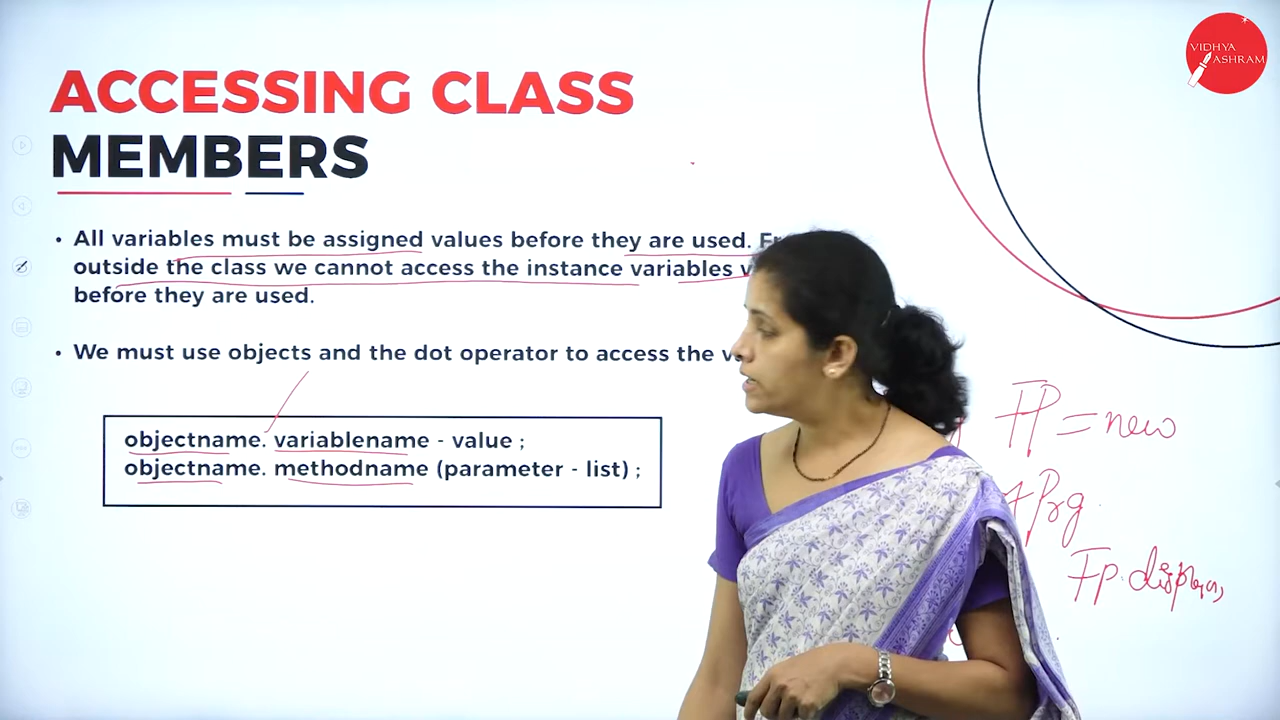 VIDHYA
ASHRAM
ACCESSING CLASS
MEMBERS
• All variables must be assigned values before they are used.
outside the class we cannot access the instance variables
before they are used.
• We must use objects and the dot operator to access the
objectname. variablename - value ;
objectname. methodname (parameter - list) ;
FP = new
Prg
Fp.display